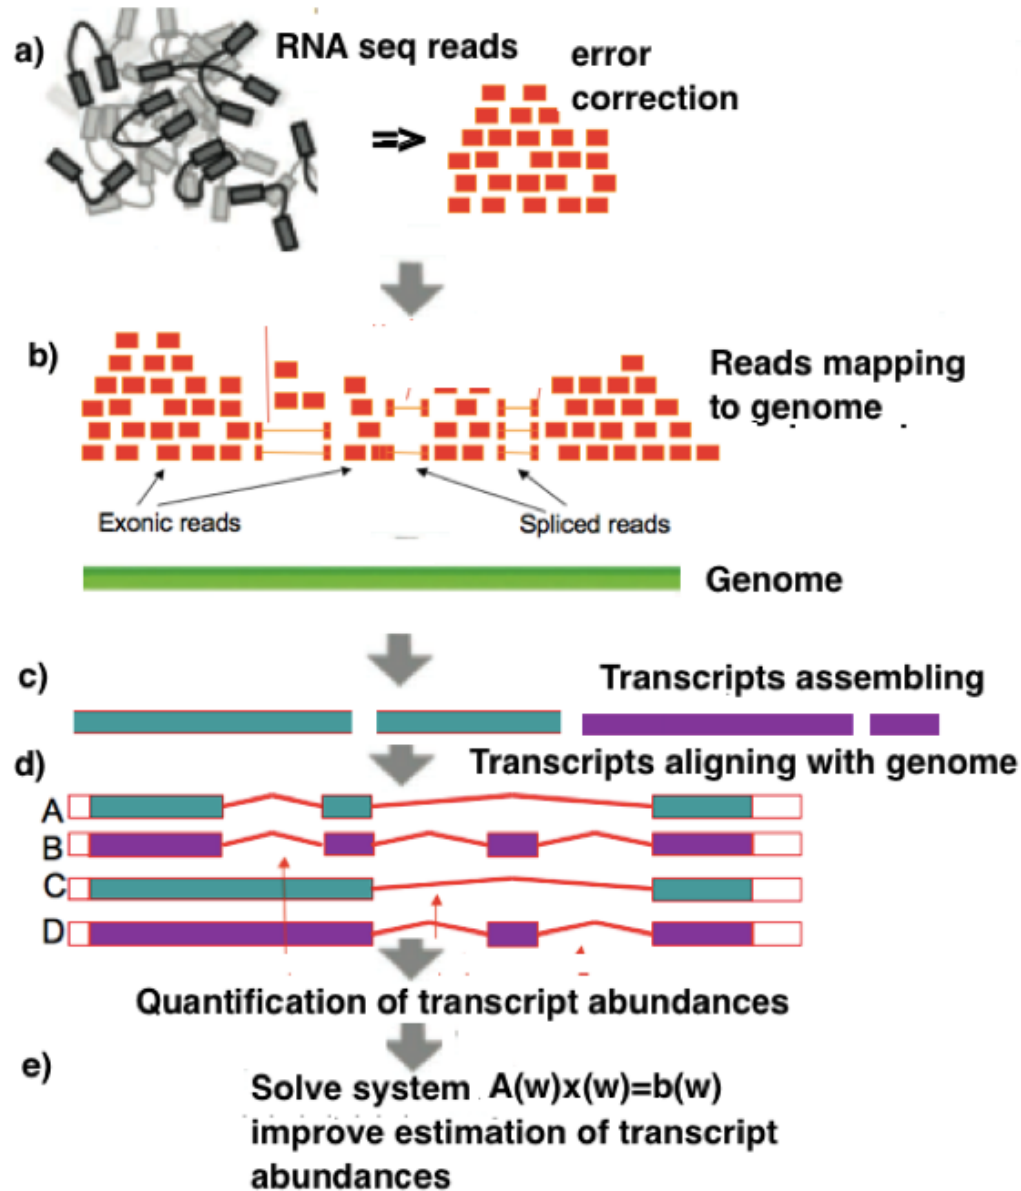 a)
RNA seq reads
error
correction
=>
b)
Reads mapping
to genome
Exonic reads
Spliced reads
Genome
c)
Transcripts assembling
d)
Transcripts aligning with genome
A
B
C
D
Quantification of transcript abundances
e)
Solve system A(w)x(w)=b(w)
improve estimation of transcript
abundances